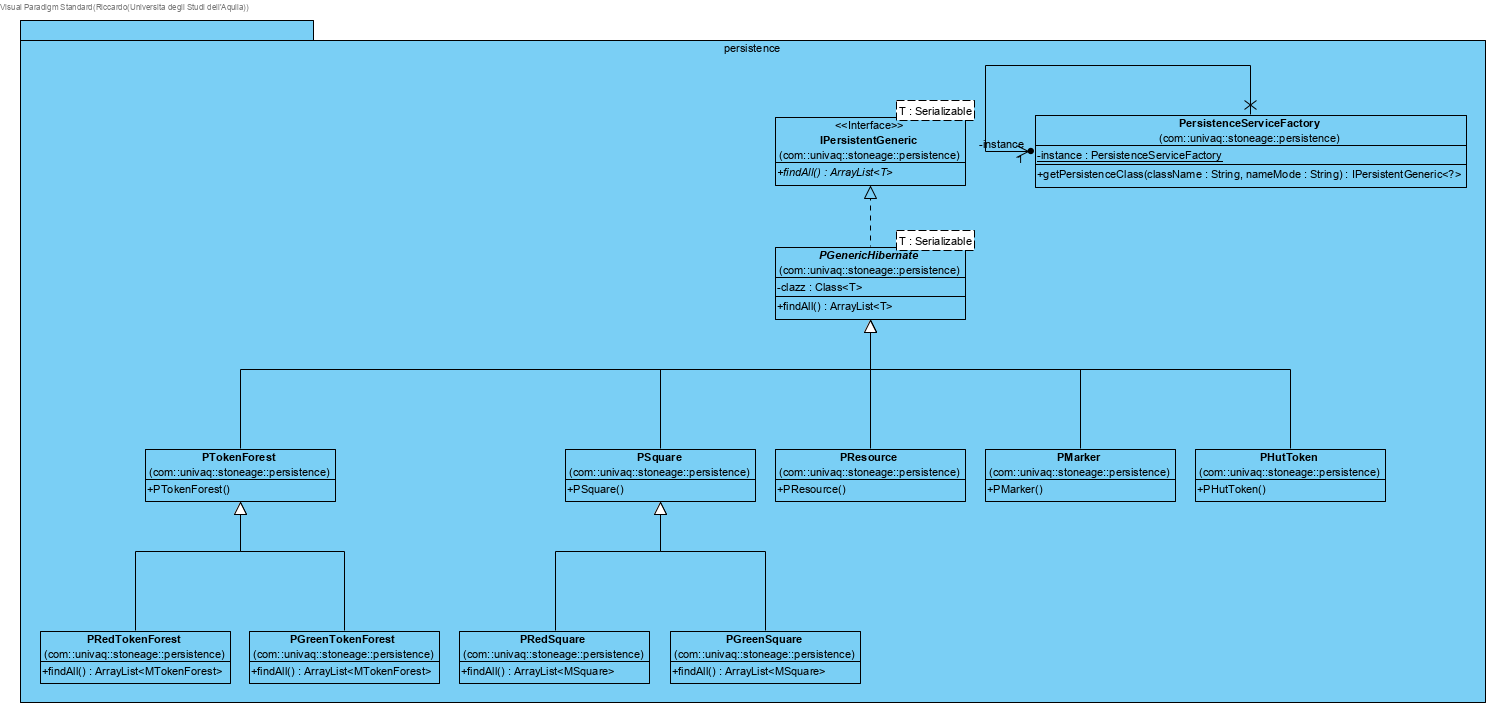 Visual Paradigm Standard(Riccardo(Universita degli Studi dell'Aquila))
persistence
T : Serializable
<<Interface>>
IPersistentGeneric
(com::univaq::stoneage::persistence)
+findAll() : ArrayList<T>
-instance
1
PersistenceServiceFactory
(com::univaq::stoneage::persistence)
-instance : PersistenceServiceFactory
+getPersistenceClass(className : String, nameMode : String) : IPersistentGeneric<?>
T : Serializable
PGenericHibernate
(com::univaq::stoneage::persistence)
-clazz : Class<T>
+findAll() : ArrayList<T>
PTokenForest
(com::univaq::stoneage::persistence)
+PTokenForest()
PSquare
(com::univaq::stoneage::persistence)
+PSquare()
PResource
(com::univaq::stoneage::persistence)
+PResource()
PMarker
(com::univaq::stoneage::persistence)
+PMarker()
PHutToken
(com::univaq::stoneage::persistence)
+PHutToken()
PRedTokenForest
(com::univaq::stoneage::persistence)
+findAll() : ArrayList<MTokenForest>
PGreenTokenForest
(com::univaq::stoneage::persistence)
+findAll() : ArrayList<MTokenForest>
PRedSquare
(com::univaq::stoneage::persistence)
+findAll() : ArrayList<MSquare>
PGreenSquare
(com::univaq::stoneage::persistence)
+findAll() : ArrayList<MSquare>